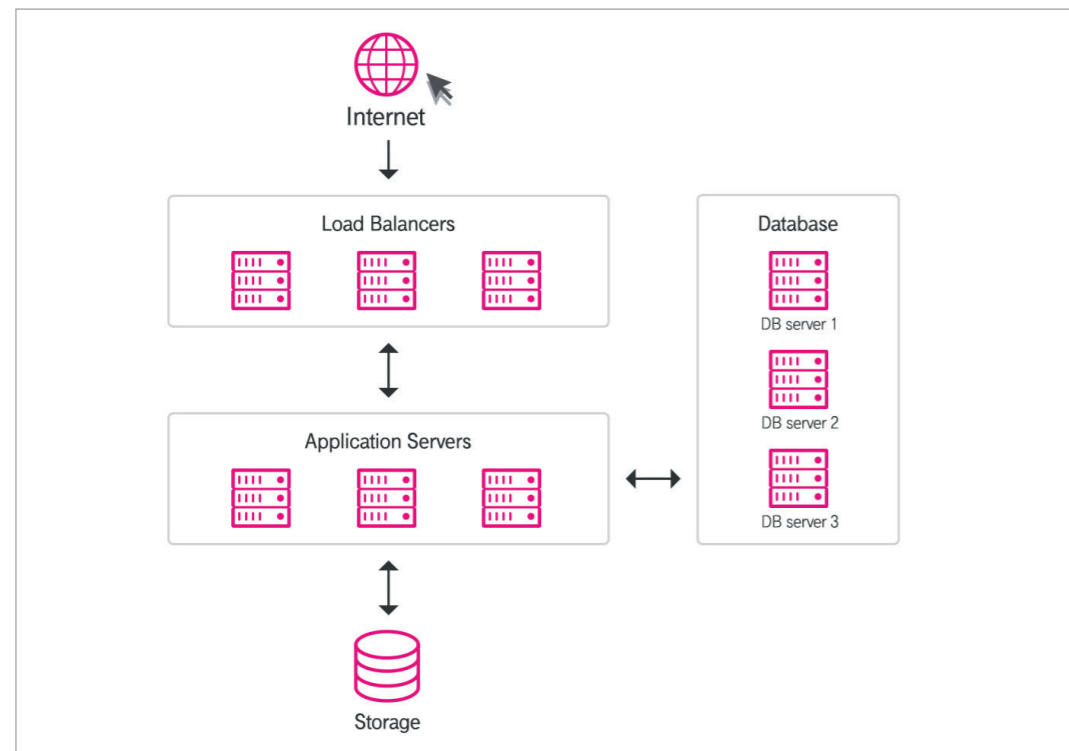 Internet
Load Balancers
Database
DB server 1
DB server 2
Application Servers
DB server 3
Storage